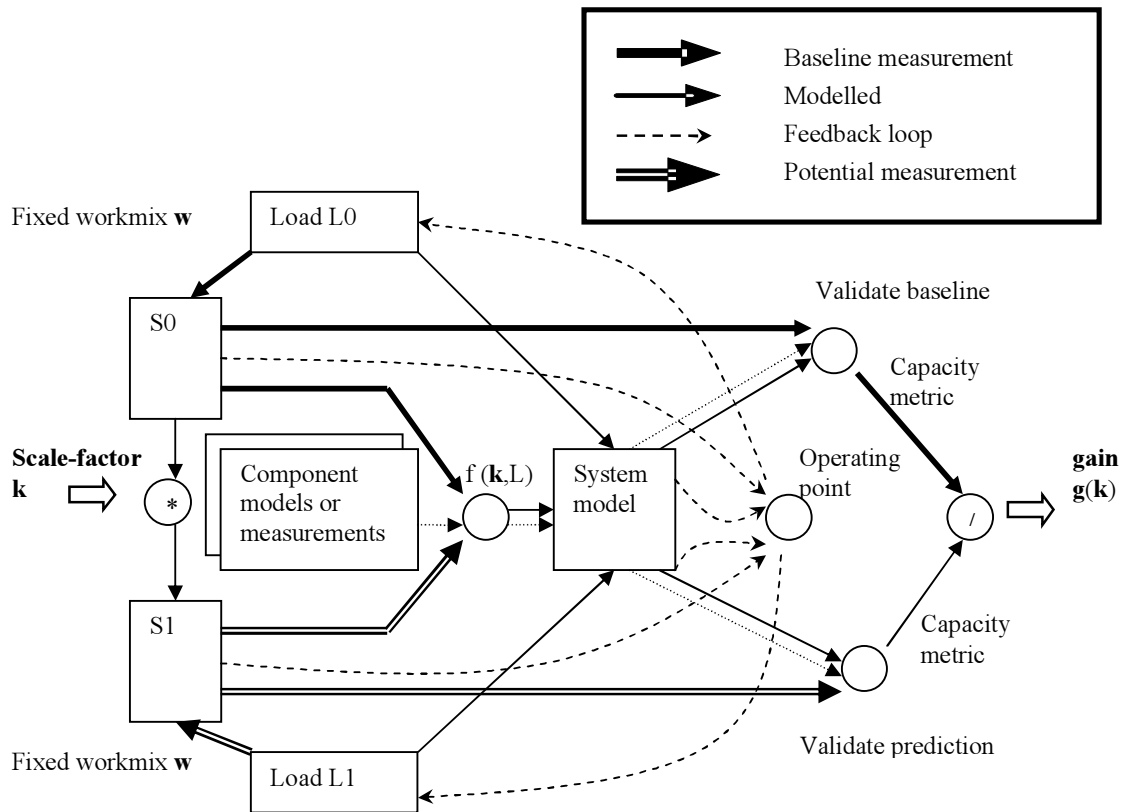 Baseline measurement
Modelled
Feedback loop
Potential measurement
Fixed workmix w
Load L0
S0
Validate baseline
Capacity
metric
Scale-factor
k
*
Component
models or
measurements
f (k,L)
System
model
Operating
point
/
gain
g(k)
S1
Capacity
metric
Fixed workmix w
Load L1
Validate prediction